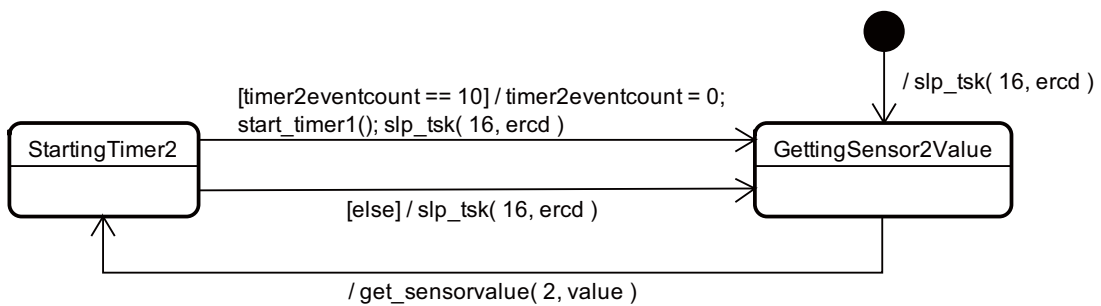 / slp_tsk( 16, ercd )
[timer2eventcount == 10] / timer2eventcount = 0;
start_timer1(); slp_tsk( 16, ercd )
StartingTimer2
GettingSensor2Value
[else] / slp_tsk( 16, ercd )
/ get_sensorvalue( 2, value )